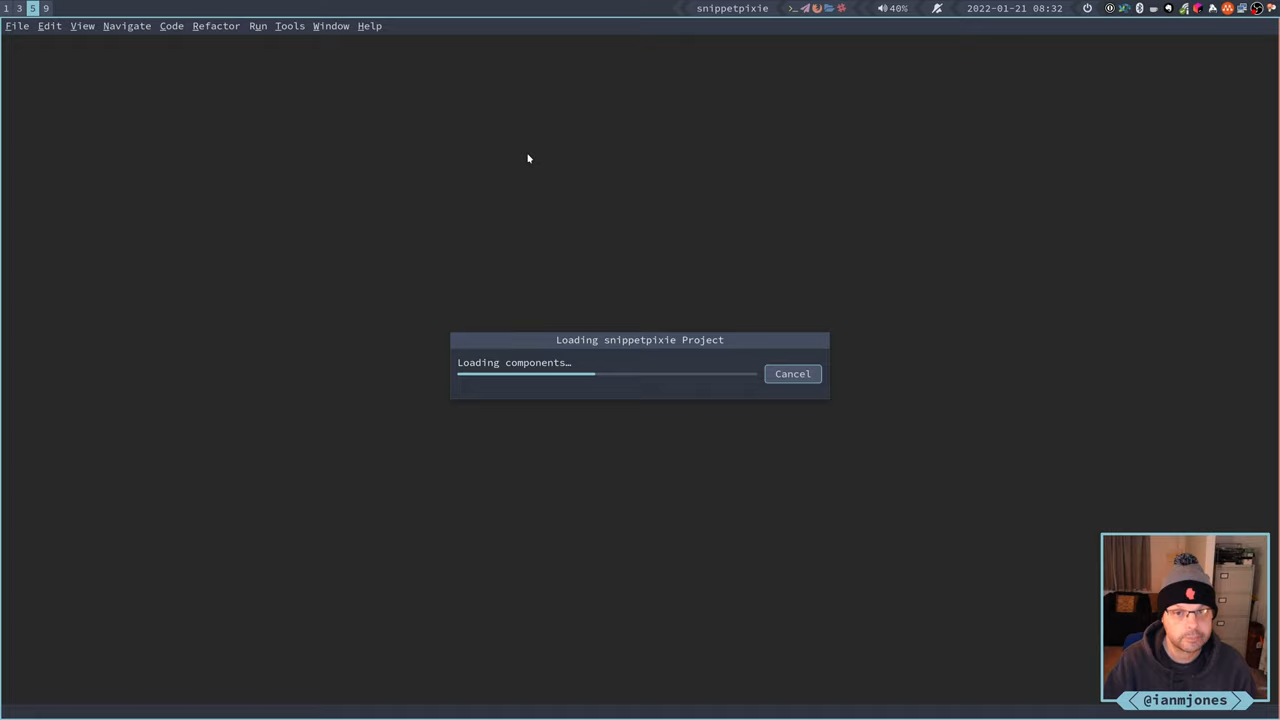 1 3 5 9
snippetpixie
40%
2022-01-21 08:32
File Edit View Navigate Code Refactor Run Tools Window Help
Loading snippetpixie Project
Loading components…
Cancel
@ianmjones